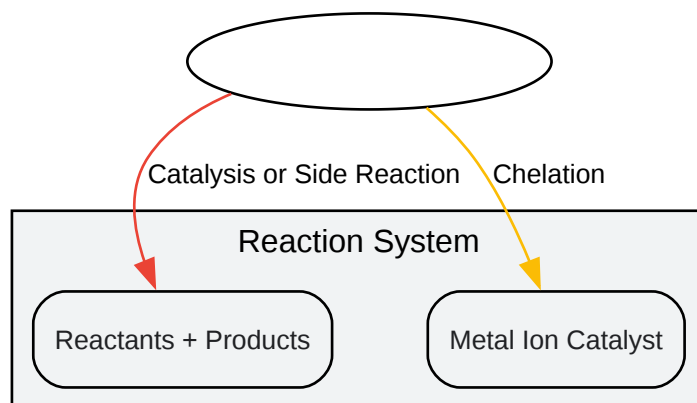 Catalysis or Side Reaction
Chelation
Reaction System
Reactants + Products
Metal Ion Catalyst